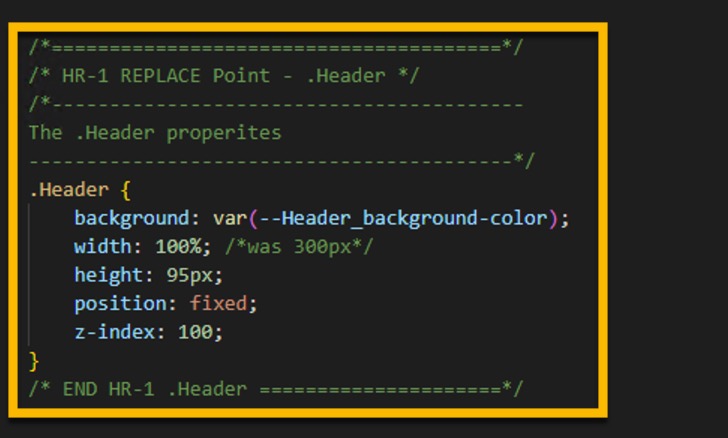 /*=======================================*/
/* HR-1 REPLACE Point - .Header */
/*-----------------------------------------
The .Header properites
------------------------------------------*/
.Header {
    background: var(--Header_background-color);
    width: 100%; /*was 300px*/
    height: 95px;
    position: fixed;
    z-index: 100;
}
/* END HR-1 .Header =====================*/